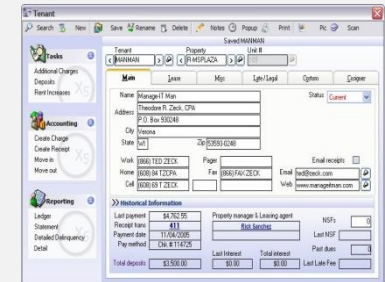 Tenant
Search New Save Rename Delete Notes Popup Print Pic Scan
Saved MANMAN
Tenant Property Unit #
MANMAN RMSPLAZA
Tasks
Additional Charges
Deposits
Rent Increases
Accounting
Create Charge
Create Receipt
Move in
Move out
Reporting
Ledger
Statement
Detailed Delinquency
Detail
Main Lease Misc Late/Legal Custom Cosigner
Name Manage-IT Man Status Current
Address Theodore R. Zeck, CPA
P.O. Box 930248
City Verona
State WI Zip 53593-0248
Work (866) TED ZECK Pager Email receipts
Home (608) 84 TZCPA Fax (866) FAX ZECK Email ted@zeck.com
Cell (608) 69 T ZECK Web www.manageitman.com
Historical Information
Last payment $4,762.55 Property manager & Leasing agent NSFs 0
Receipt trans 411 Rick Sanchez
Payment date 11/04/2005 Last NSF
Pay method Chk. # 114725 Past dues 0
Last Interest Total interest
Total deposits $3,500.00 $0.00 $0.00 Last Late Fee